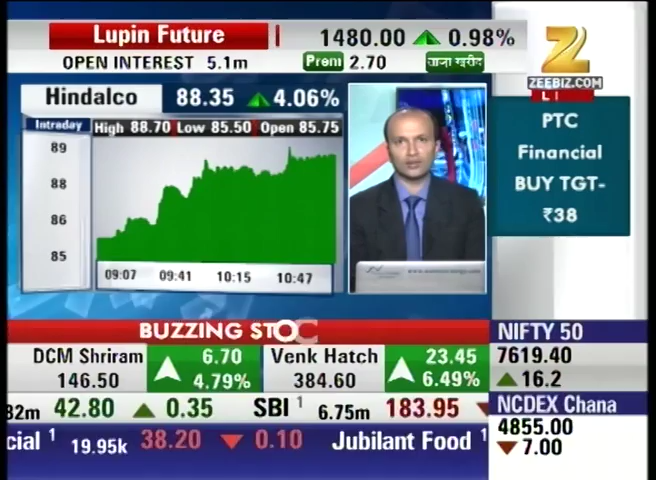 Lupin Future 1480.00 0.98%
OPEN INTEREST 5.1m Prem 2.70 ताज़ा खरीद
ZEEBIZ.COM
Hindalco 88.35 4.06%
Intraday High 88.70 Low 85.50 Open 85.75
89
88
86
85
09:07 09:41 10:15 10:47
PTC
Financial
BUY TGT-
₹38
BUZZING STOC
DCM Shriram 6.70 Venk Hatch 23.45
146.50 4.79% 384.60 6.49%
NIFTY 50
7619.40
16.2
32m 42.80 0.35 SBI 1 6.75m 183.95
NCDEX Chana
4855.00
7.00
cial 1 19.95k 38.20 0.10 Jubilant Food 1